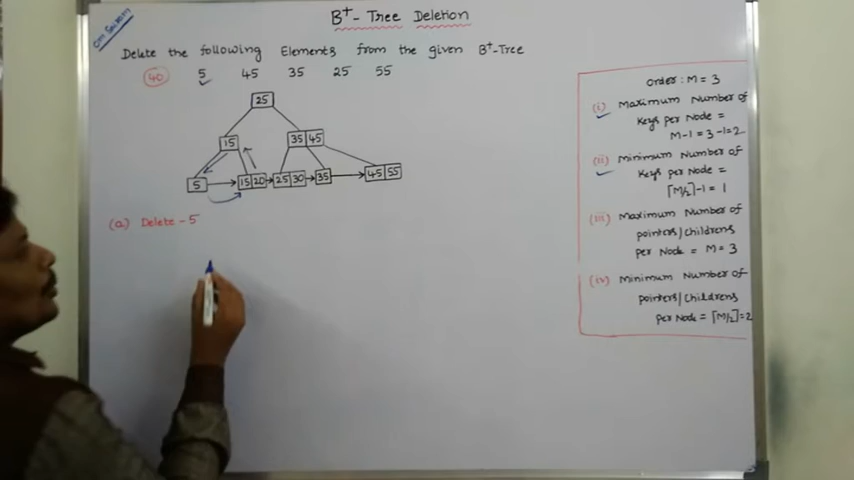 Om Sairam
B⁺- Tree Deletion
Delete the following Elements from the given B⁺-Tree
40 5 45 35 25 55
25
15 35 45
5 15 20 25 30 35 45 55
(a) Delete - 5
Order: M = 3
(i) Maximum Number of
Keys per Node =
M-1 = 3-1=2
(ii) Minimum Number of
Keys per Node =
⌈M/2⌉-1 = 1
(iii) Maximum Number of
pointers/childrens
per Node = M = 3
(iv) Minimum Number of
pointers/childrens
per Node = ⌈M/2⌉=2